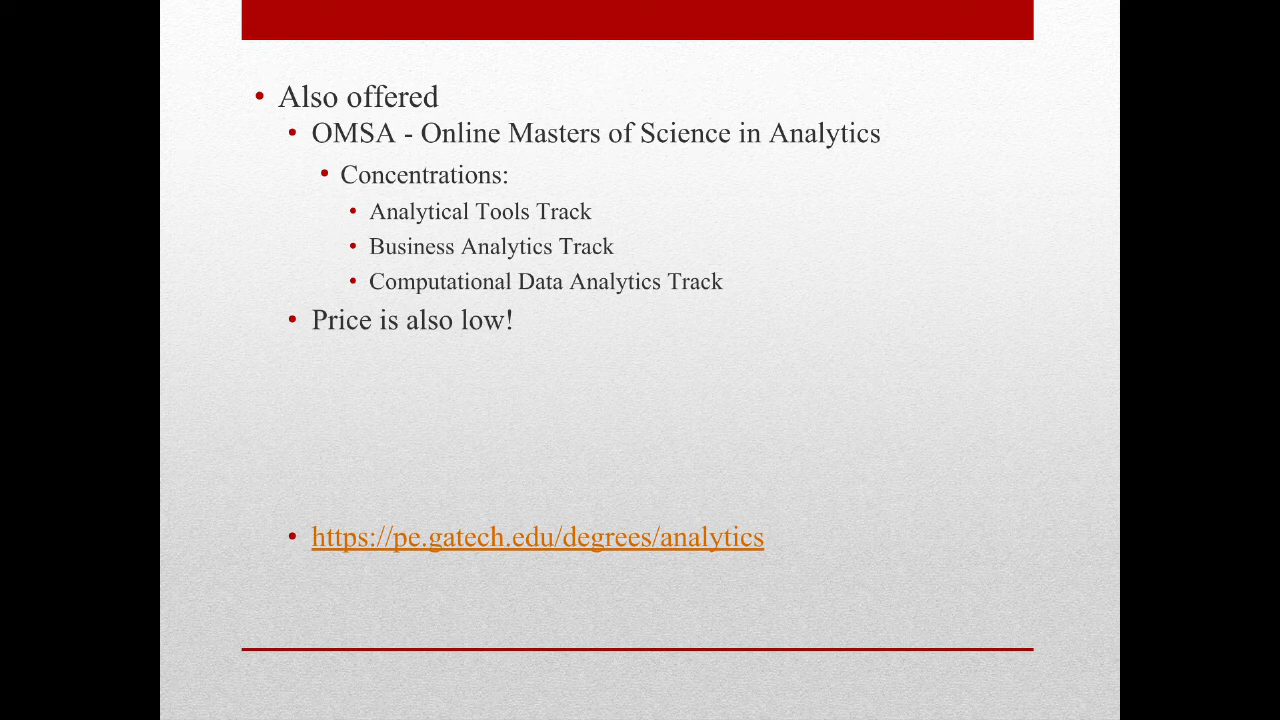 • Also offered
• OMSA - Online Masters of Science in Analytics
• Concentrations:
• Analytical Tools Track
• Business Analytics Track
• Computational Data Analytics Track
• Price is also low!
• https://pe.gatech.edu/degrees/analytics